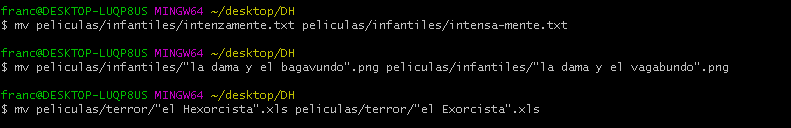 franc@DESKTOP-LUQP8US MINGW64 ~/desktop/DH
$ mv peliculas/infantiles/intenzamente.txt peliculas/infantiles/intensa-mente.txt
franc@DESKTOP-LUQP8US MINGW64 ~/desktop/DH
$ mv peliculas/infantiles/"la dama y el bagavundo".png peliculas/infantiles/"la dama y el vagabundo".png
franc@DESKTOP-LUQP8US MINGW64 ~/desktop/DH
$ mv peliculas/terror/"el Hexorcista".xls peliculas/terror/"el Exorcista".xls